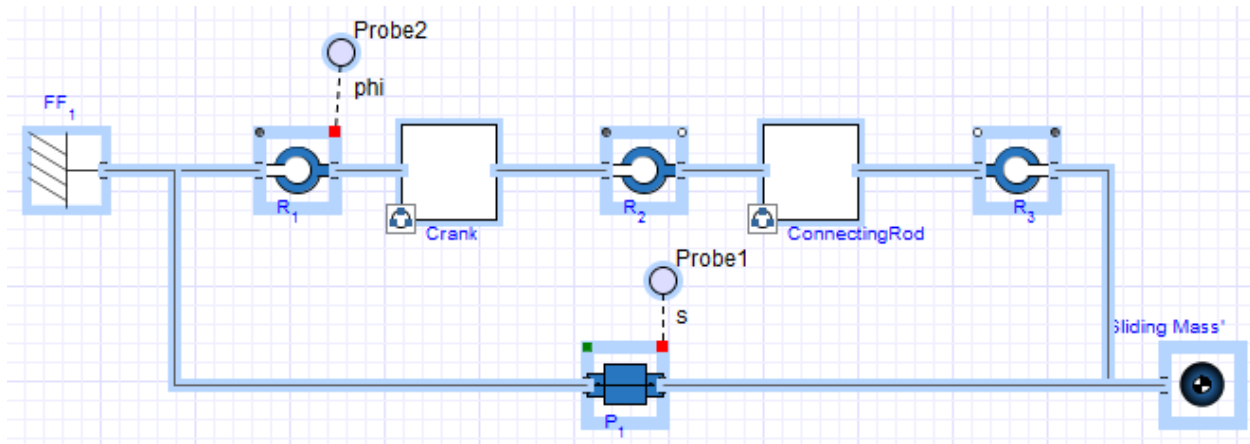 Probe2
phi
FF1
R1
Crank
R2
ConnectingRod
R3
Probe1
s
Sliding Mass"
P1